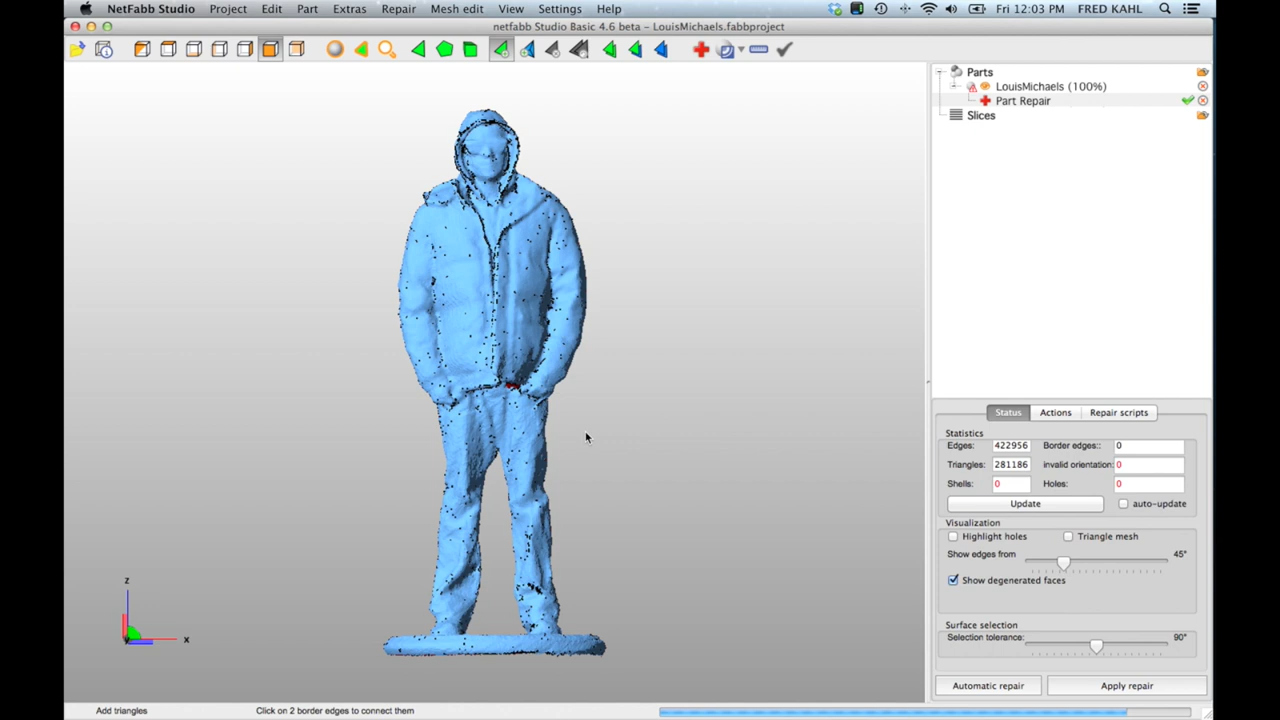 NetFabb Studio Project Edit Part Extras Repair Mesh edit View Settings Help Fri 12:03 PM FRED KAHL
netfabb Studio Basic 4.6 beta - LouisMichaels.fabbproject
Parts
LouisMichaels (100%)
Part Repair
Slices
Status Actions Repair scripts
Statistics
Edges: 422956 Border edges:: 0
Triangles: 281186 invalid orientation: 0
Shells: 0 Holes: 0
Update auto-update
Visualization
Highlight holes Triangle mesh
Show edges from 45°
Show degenerated faces
Surface selection
Selection tolerance: 90°
Automatic repair Apply repair
z
x
Add triangles Click on 2 border edges to connect them